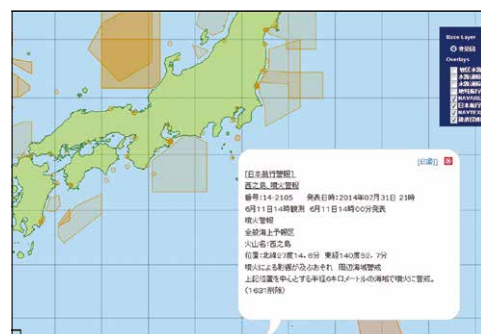 Base Layer
Overlays
[印刷]
[日本航行警報]
西之島、噴火警報
番号:14-2105 発表日時:2014年07月31日 21時
6月11日14時観測 6月11日14時00分発表
噴火警報
全般海上予報区
火山名:西之島
位置:北緯27度14.6分 東経140度52.7分
噴火による影響が及ぶおそれ 周辺海域警戒
上記位置を中心とする半径6キロメートルの海域で噴火に警戒。
(1631削除)